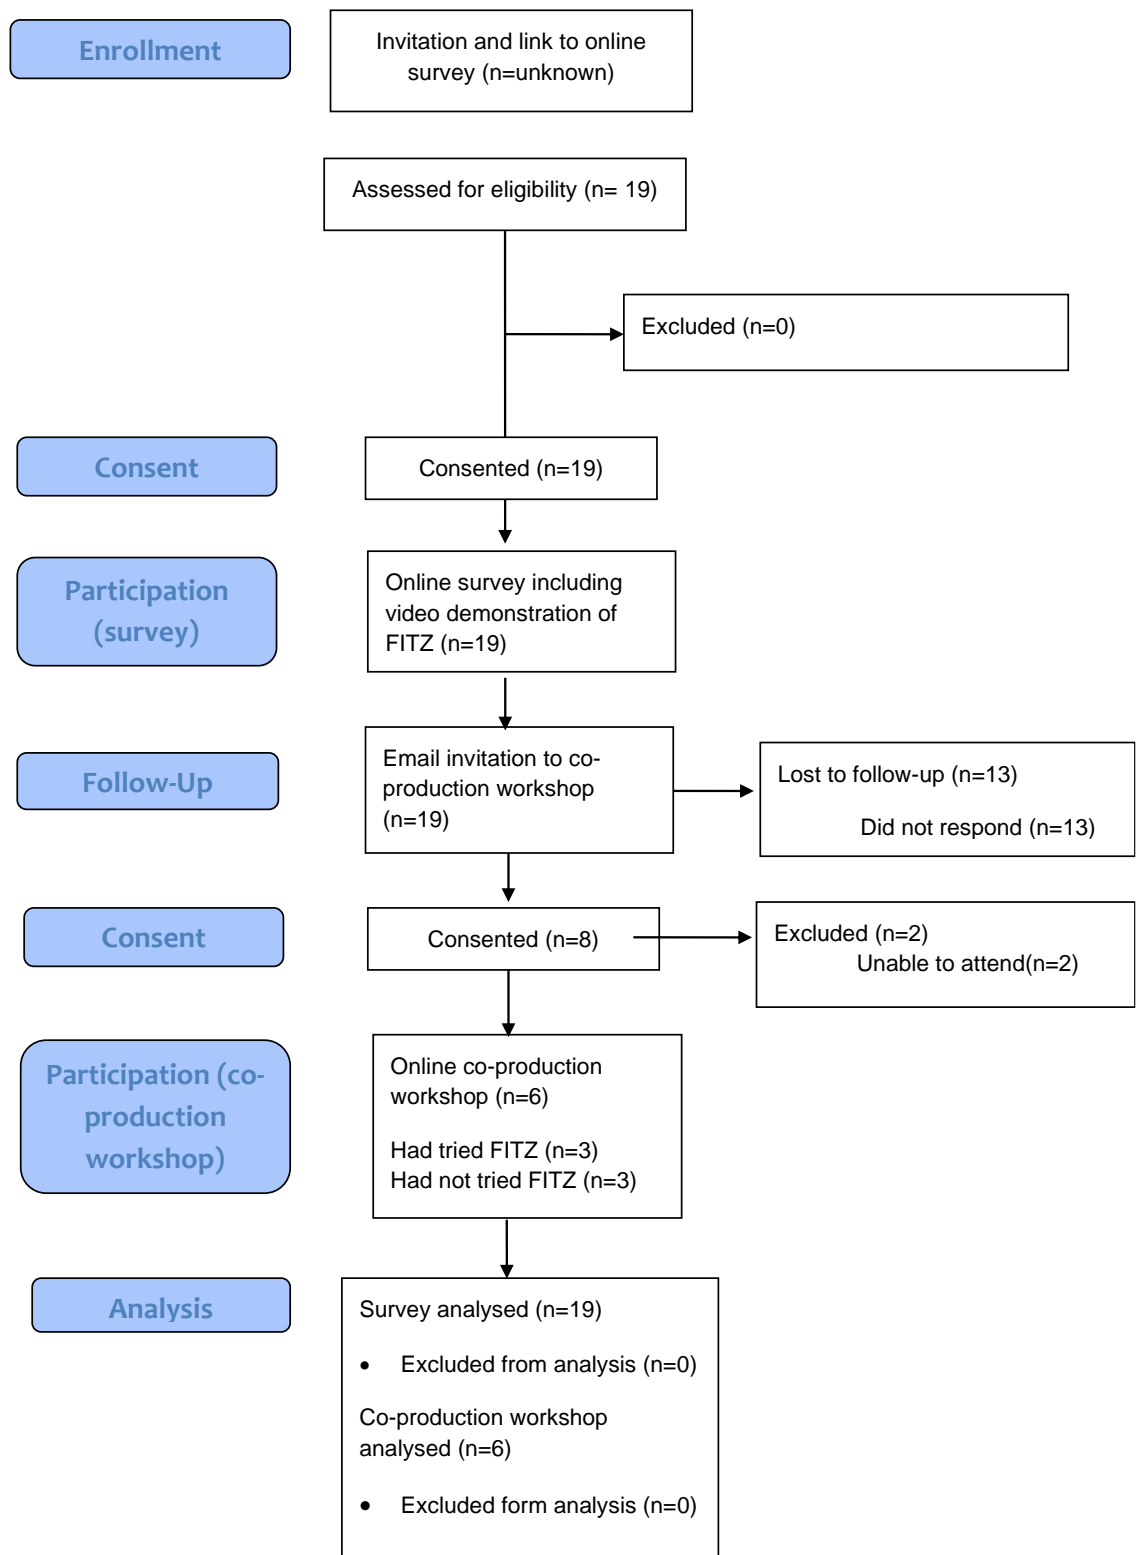 Enrollment
Invitation and link to online
survey (n=unknown)
Assessed for eligibility (n= 19)
Excluded (n=0)
Consent
Consented (n=19)
Participation
(survey)
Online survey including
video demonstration of
FITZ (n=19)
Follow-Up
Email invitation to co-
production workshop
(n=19)
Lost to follow-up (n=13)
Did not respond (n=13)
Consent
Consented (n=8)
Excluded (n=2)
Unable to attend(n=2)
Participation (co-
production
workshop)
Online co-production
workshop (n=6)
Had tried FITZ (n=3)
Had not tried FITZ (n=3)
Analysis
Survey analysed (n=19)
• Excluded from analysis (n=0)
Co-production workshop
analysed (n=6)
• Excluded form analysis (n=0)